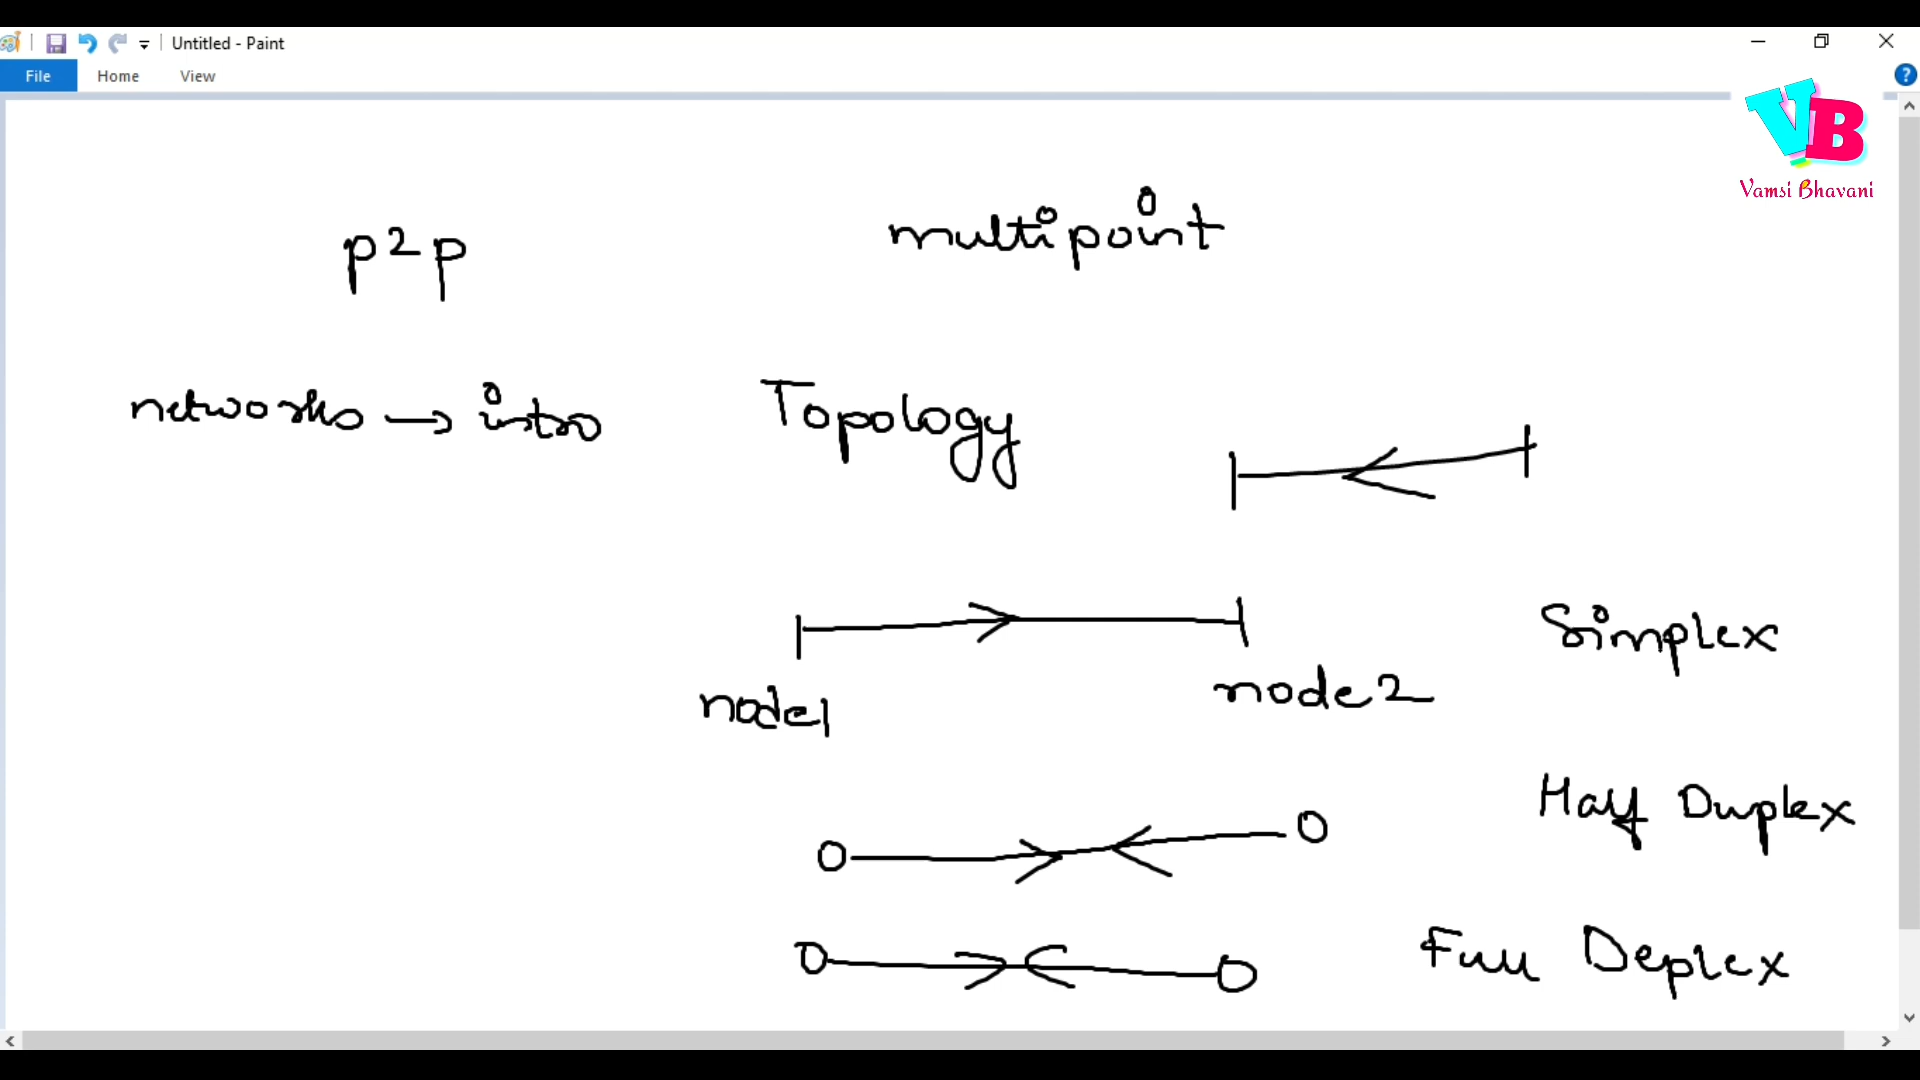 Untitled - Paint
File Home View
VB
Vamsi Bhavani
p2p multipoint
networks → intro Topology
Simplex
node1 node2
Half Duplex
Full Deplex